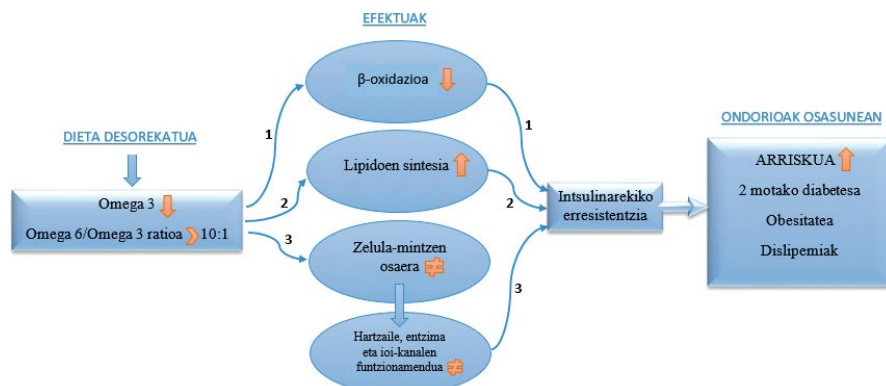 EFEKTUAK
β-oxidazioa
DIETA DESOREKATUA
1
1
ONDORIOAK OSASUNEAN
Lipidoen sintesia
ARRISKUA
Omega 3
Omega 6/Omega 3 ratioa > 10:1
2
2
Intsulinarekiko
erresistentzia
2 motako diabetesa
Obesitatea
Dislipemiak
3
Zelula-mintzen
osaera ≠
3
Hartzaile, entzima
eta ioi-kanalen
funtzionamendua ≠